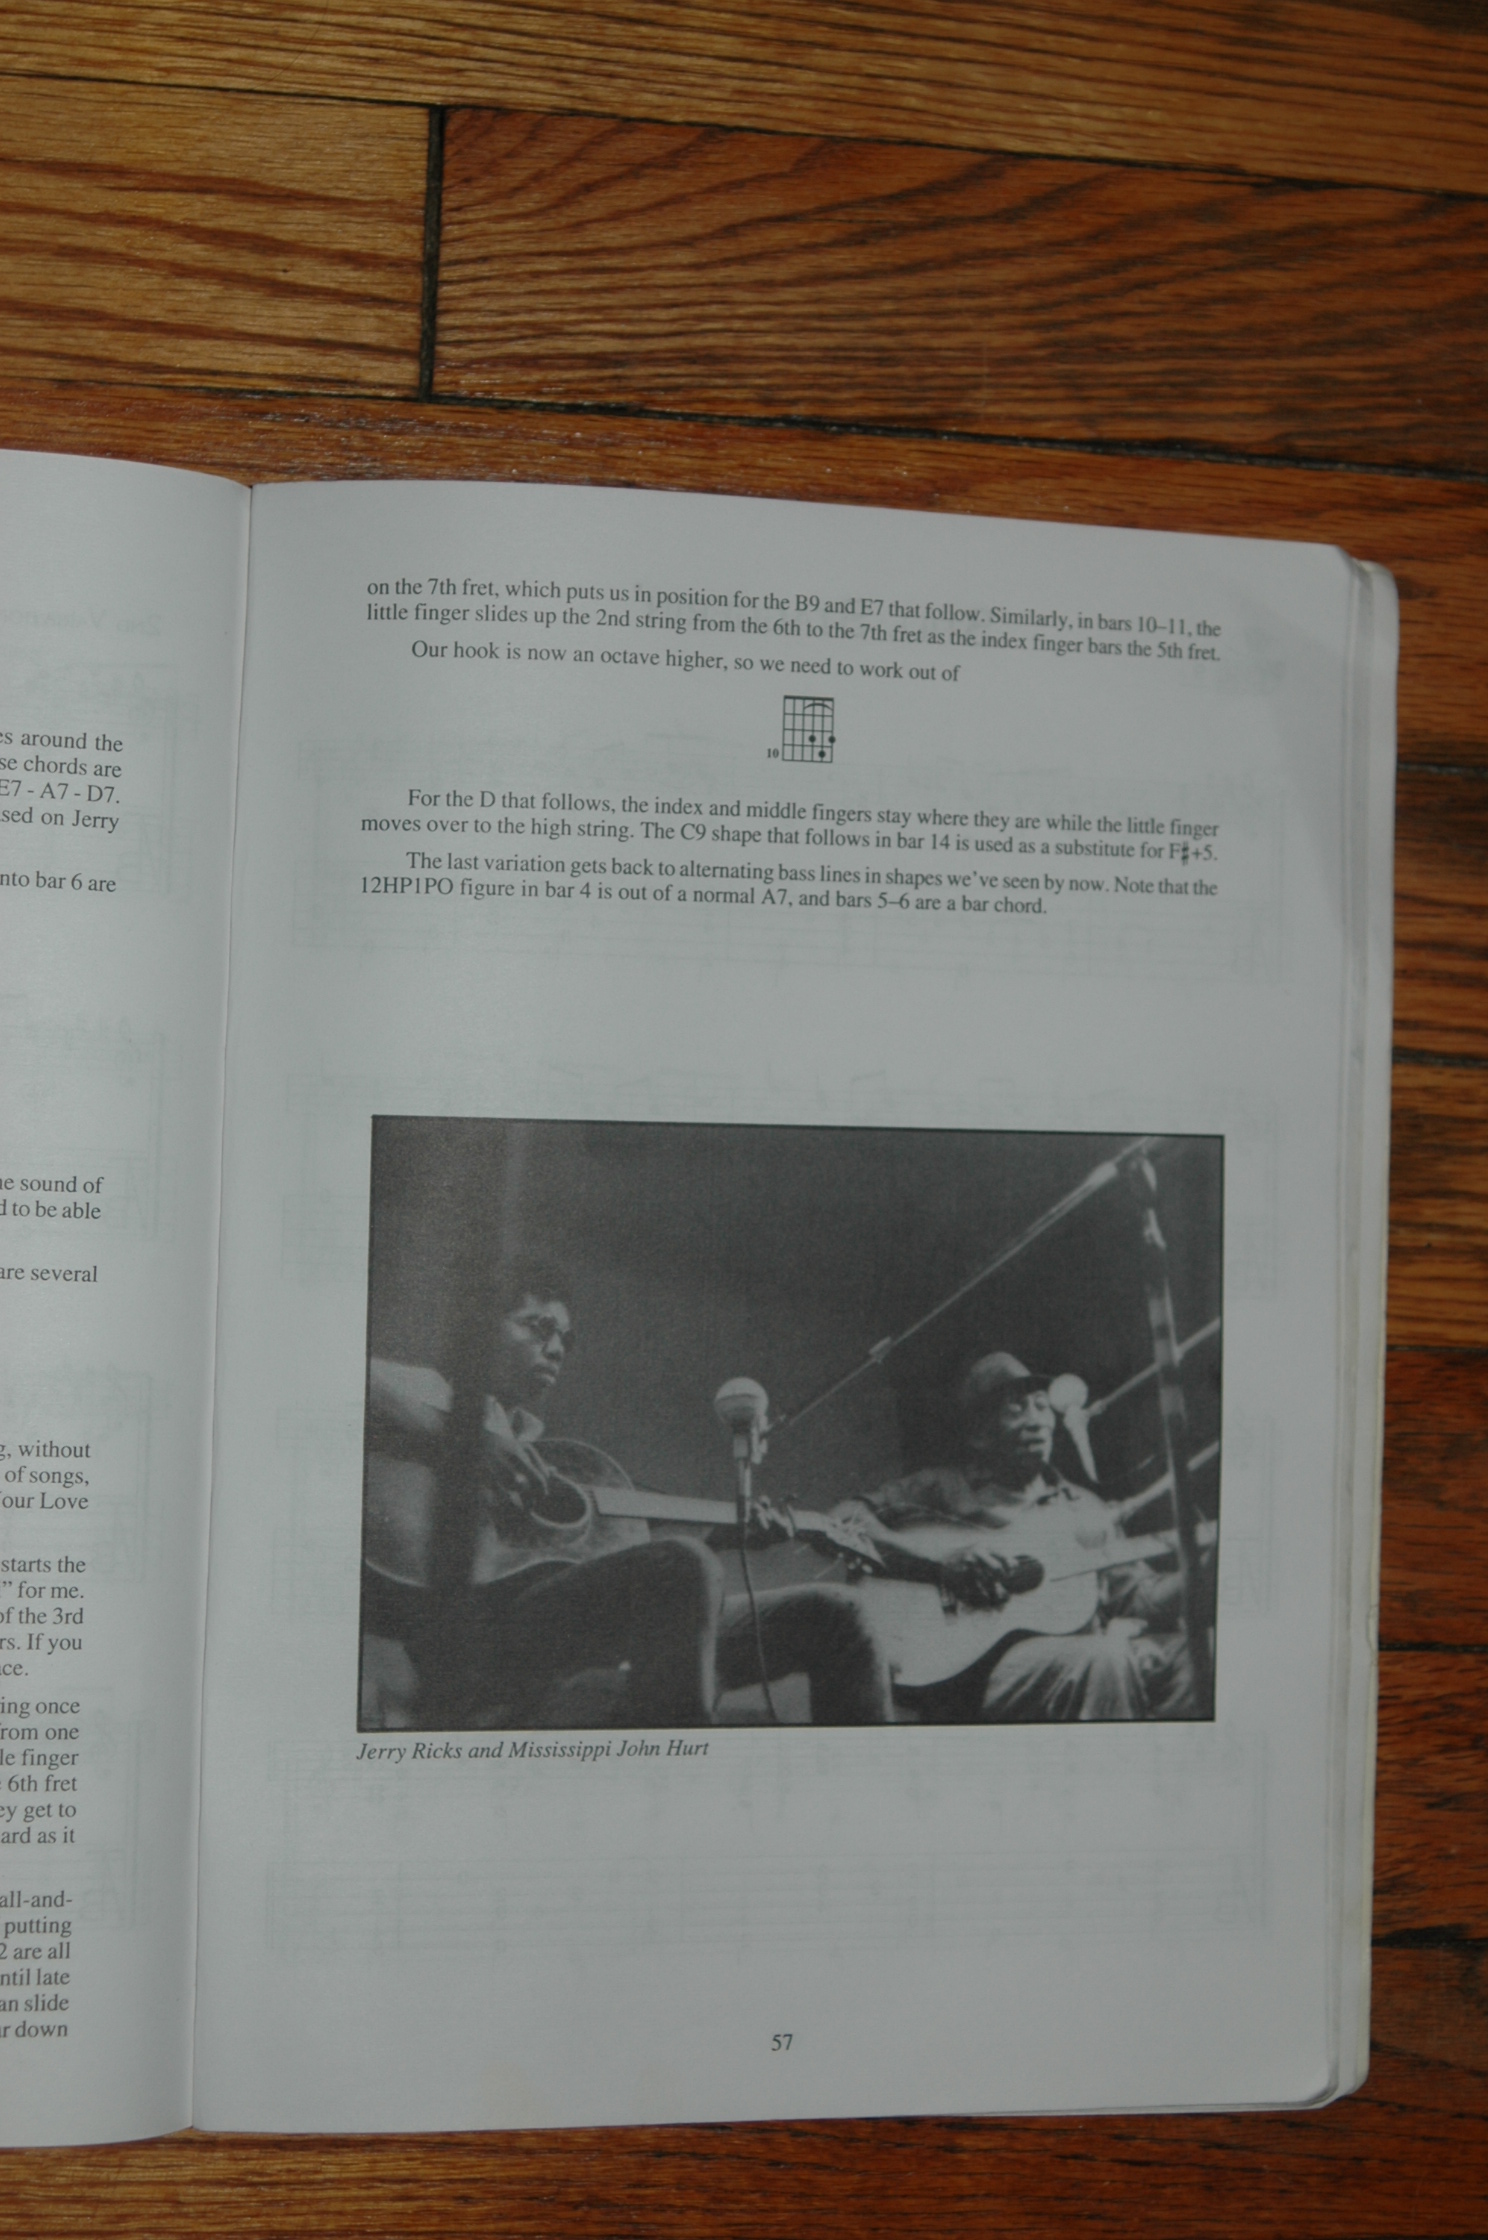 es around the
se chords are
E7 - A7 - D7.
sed on Jerry
nto bar 6 are
e sound of
d to be able
are several
g, without
of songs,
our Love
starts the
” for me.
of the 3rd
rs. If you
ce.
ing once
rom one
le finger
6th fret
ey get to
ard as it
all-and-
putting
2 are all
ntil late
an slide
r down
on the 7th fret, which puts us in position for the B9 and E7 that follow. Similarly, in bars 10–11, the
little finger slides up the 2nd string from the 6th to the 7th fret as the index finger bars the 5th fret.
Our hook is now an octave higher, so we need to work out of
10
For the D that follows, the index and middle fingers stay where they are while the little finger
moves over to the high string. The C9 shape that follows in bar 14 is used as a substitute for F♯+5.
The last variation gets back to alternating bass lines in shapes we’ve seen by now. Note that the
12HP1PO figure in bar 4 is out of a normal A7, and bars 5–6 are a bar chord.
Jerry Ricks and Mississippi John Hurt
57